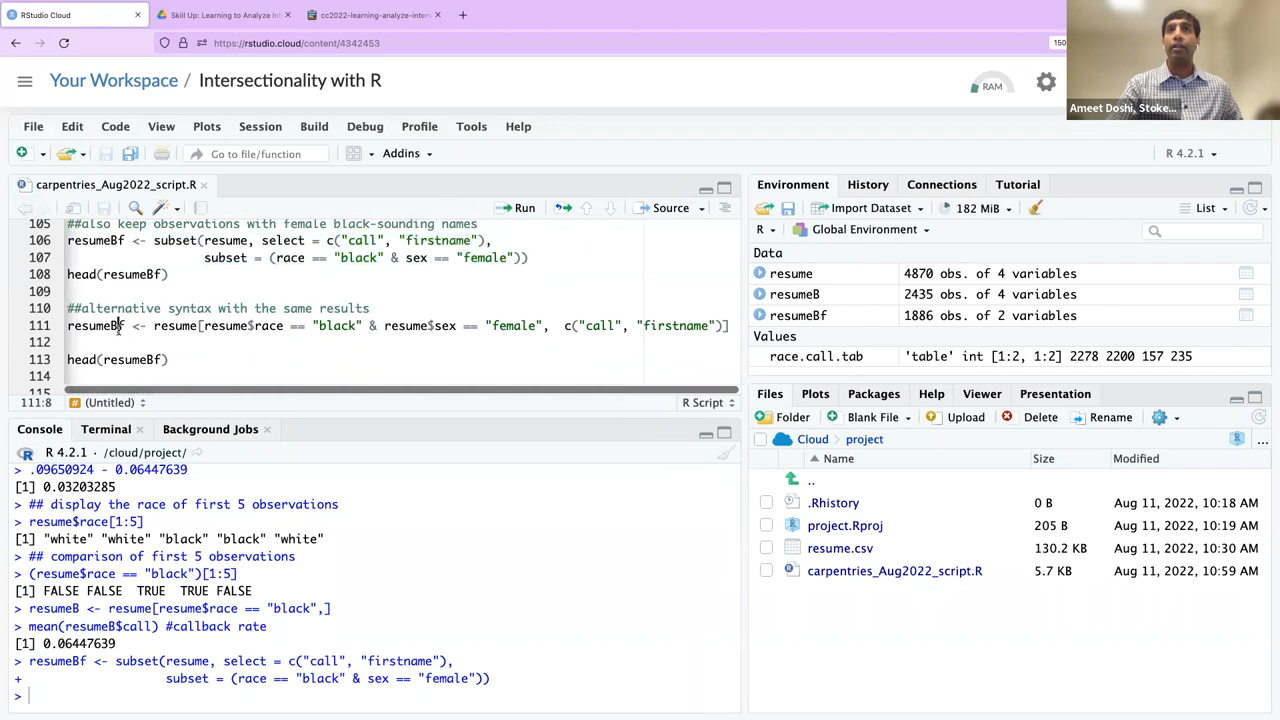 RStudio Cloud
Skill Up: Learning to Analyze Int
cc2022-learning-analyze-inter
https://rstudio.cloud/content/4342453
150
Your Workspace
Intersectionality with R
RAM
Ameet Doshi, Stoke...
File Edit Code View Plots Session Build Debug Profile Tools Help
Go to file/function
Addins
R 4.2.1
carpentries_Aug2022_script.R
Run
Source
105 ##also keep observations with female black-sounding names
106 resumeBf <- subset(resume, select = c("call", "firstname"),
107 subset = (race == "black" & sex == "female"))
108 head(resumeBf)
109
110 ##alternative syntax with the same results
111 resumeBf <- resume[resume$race == "black" & resume$sex == "female", c("call", "firstname")]
112
113 head(resumeBf)
114
115
111:8
# (Untitled)
R Script
Console Terminal Background Jobs
R 4.2.1 · /cloud/project/
> .09650924 - 0.06447639
[1] 0.03203285
> ## display the race of first 5 observations
> resume$race[1:5]
[1] "white" "white" "black" "black" "white"
> ## comparison of first 5 observations
> (resume$race == "black")[1:5]
[1] FALSE FALSE TRUE TRUE FALSE
> resumeB <- resume[resume$race == "black",]
> mean(resumeB$call) #callback rate
[1] 0.06447639
> resumeBf <- subset(resume, select = c("call", "firstname"),
+ subset = (race == "black" & sex == "female"))
>
Environment History Connections Tutorial
Import Dataset
182 MiB
List
R
Global Environment
Data
resume 4870 obs. of 4 variables
resumeB 2435 obs. of 4 variables
resumeBf 1886 obs. of 2 variables
Values
race.call.tab 'table' int [1:2, 1:2] 2278 2200 157 235
Files Plots Packages Help Viewer Presentation
Folder Blank File Upload Delete Rename
Cloud project
...
Name Size Modified
..
.Rhistory 0 B Aug 11, 2022, 10:18 AM
project.Rproj 205 B Aug 11, 2022, 10:19 AM
resume.csv 130.2 KB Aug 11, 2022, 10:30 AM
carpentries_Aug2022_script.R 5.7 KB Aug 11, 2022, 10:59 AM